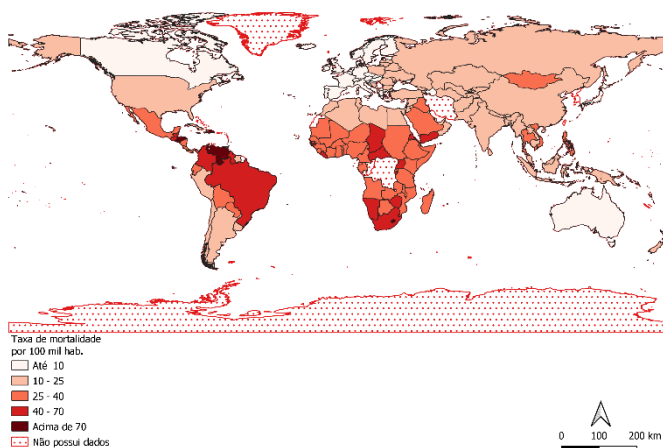 Taxa de mortalidade
por 100 mil hab.
Até 10
10 - 25
25 - 40
40 - 70
Acima de 70
Não possui dados
0 100 200 km